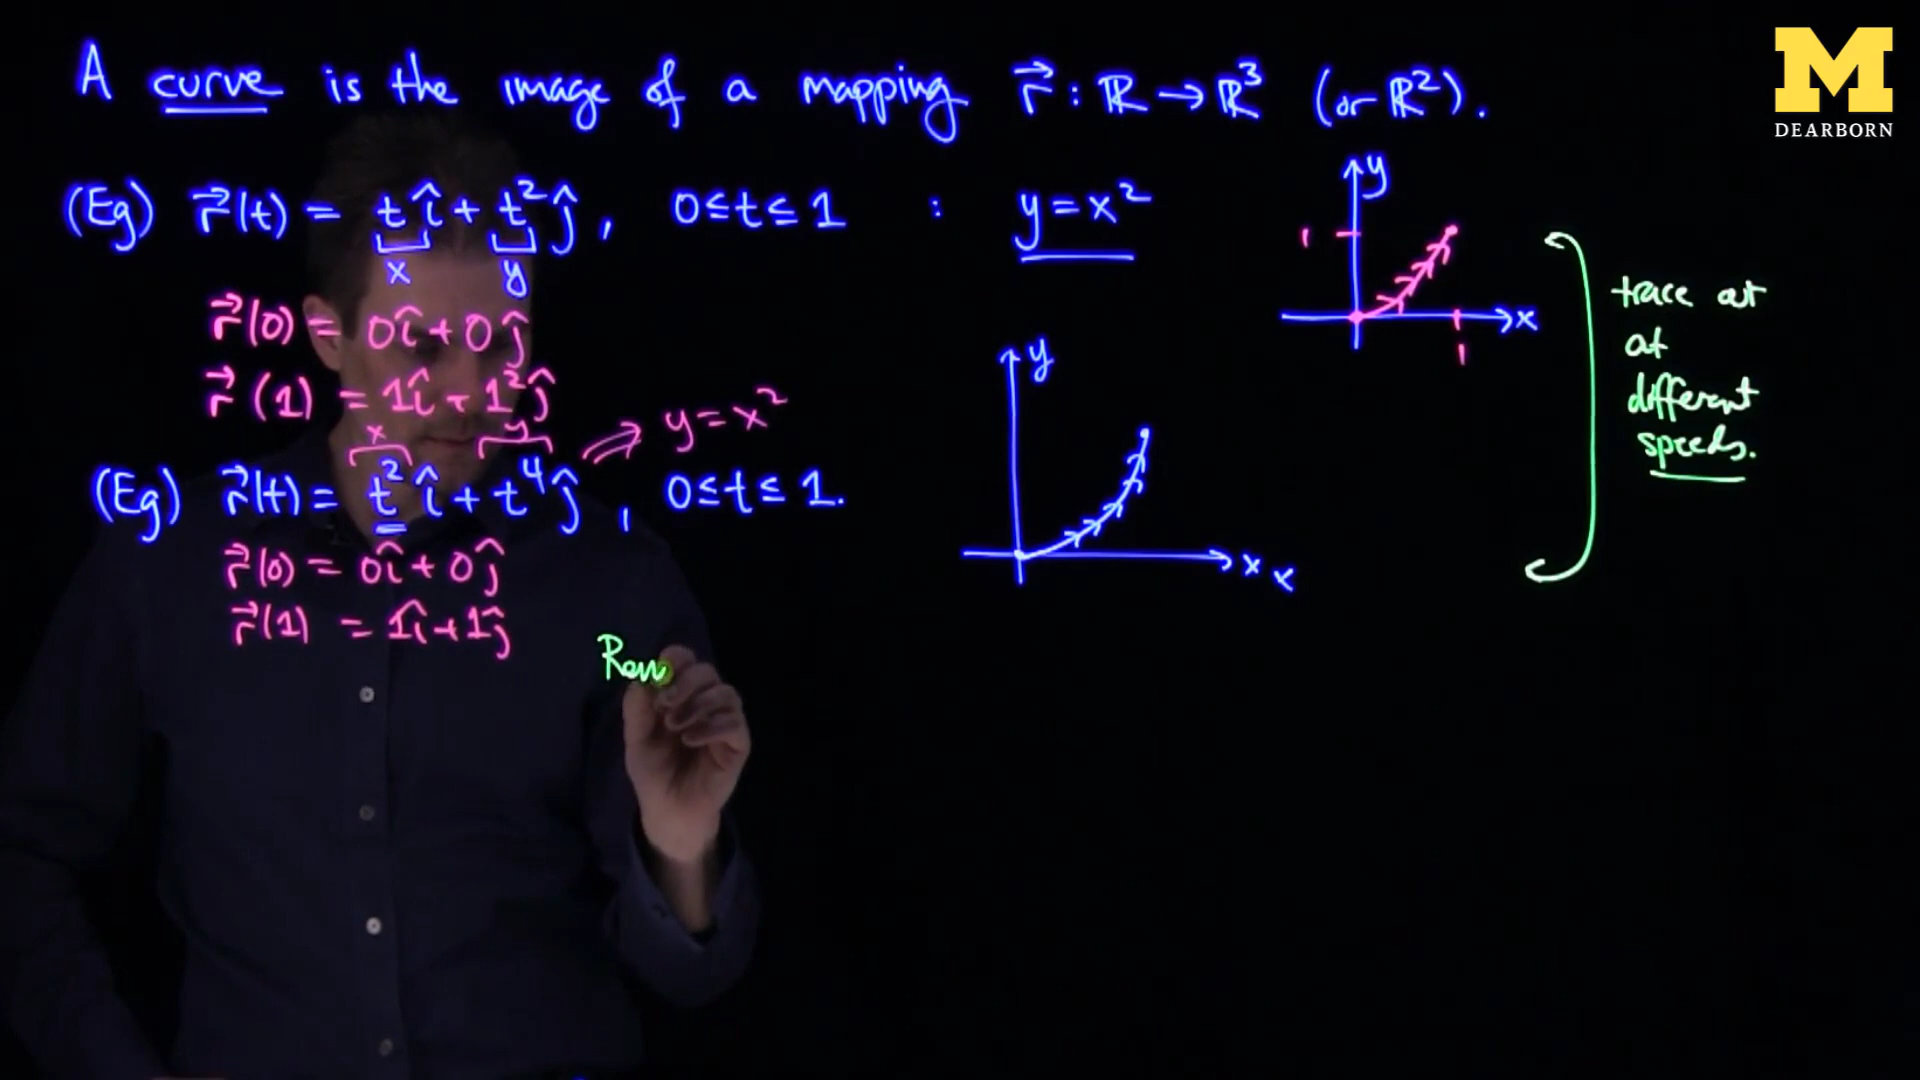 A curve is the image of a mapping r⃗ : ℝ → ℝ³ (or ℝ²).
M
DEARBORN
(Eg) r⃗(t) = t î + t² ĵ , 0 ≤ t ≤ 1 : y = x²
x y
r⃗(0) = 0î + 0ĵ
r⃗(1) = 1î + 1²ĵ
y
1
x
1
trace out
at
different
speeds.
x y ⇒ y = x²
(Eg) r⃗(t) = t² î + t⁴ ĵ , 0 ≤ t ≤ 1.
r⃗(0) = 0î + 0ĵ
r⃗(1) = 1î + 1ĵ
y
x x
Rem